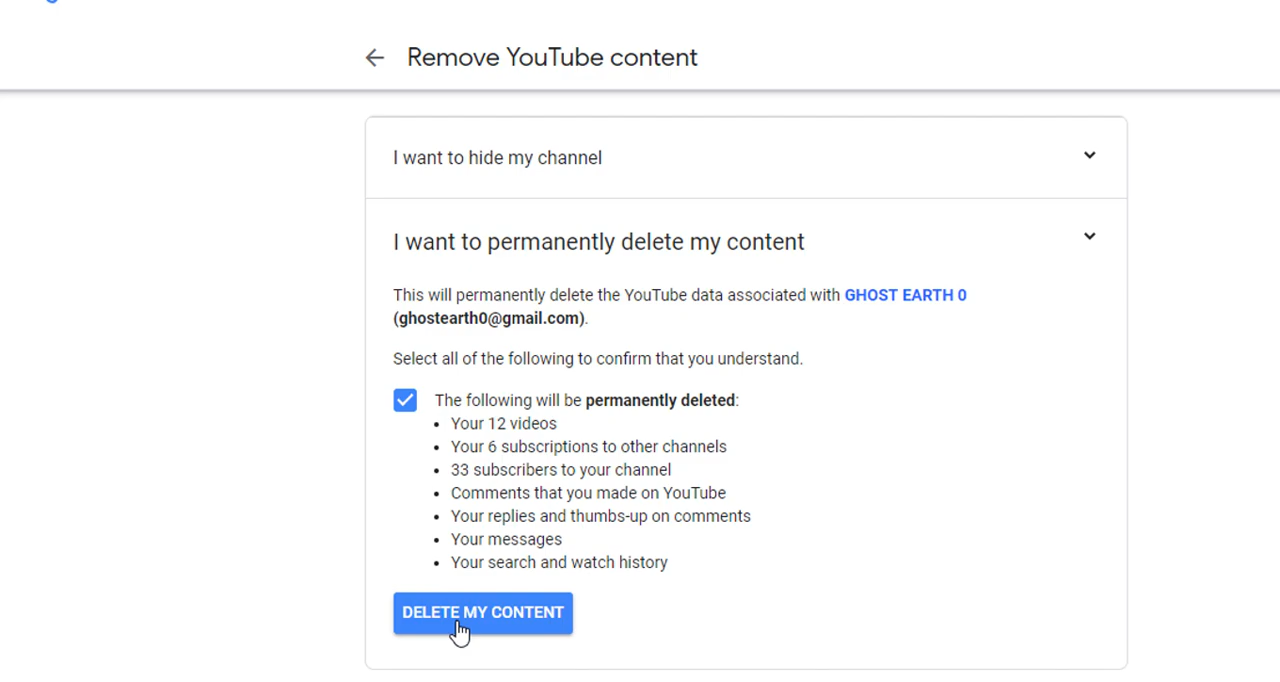 Remove YouTube content
I want to hide my channel
I want to permanently delete my content
This will permanently delete the YouTube data associated with GHOST EARTH 0
(ghostearth0@gmail.com).
Select all of the following to confirm that you understand.
The following will be permanently deleted:
• Your 12 videos
• Your 6 subscriptions to other channels
• 33 subscribers to your channel
• Comments that you made on YouTube
• Your replies and thumbs-up on comments
• Your messages
• Your search and watch history
DELETE MY CONTENT